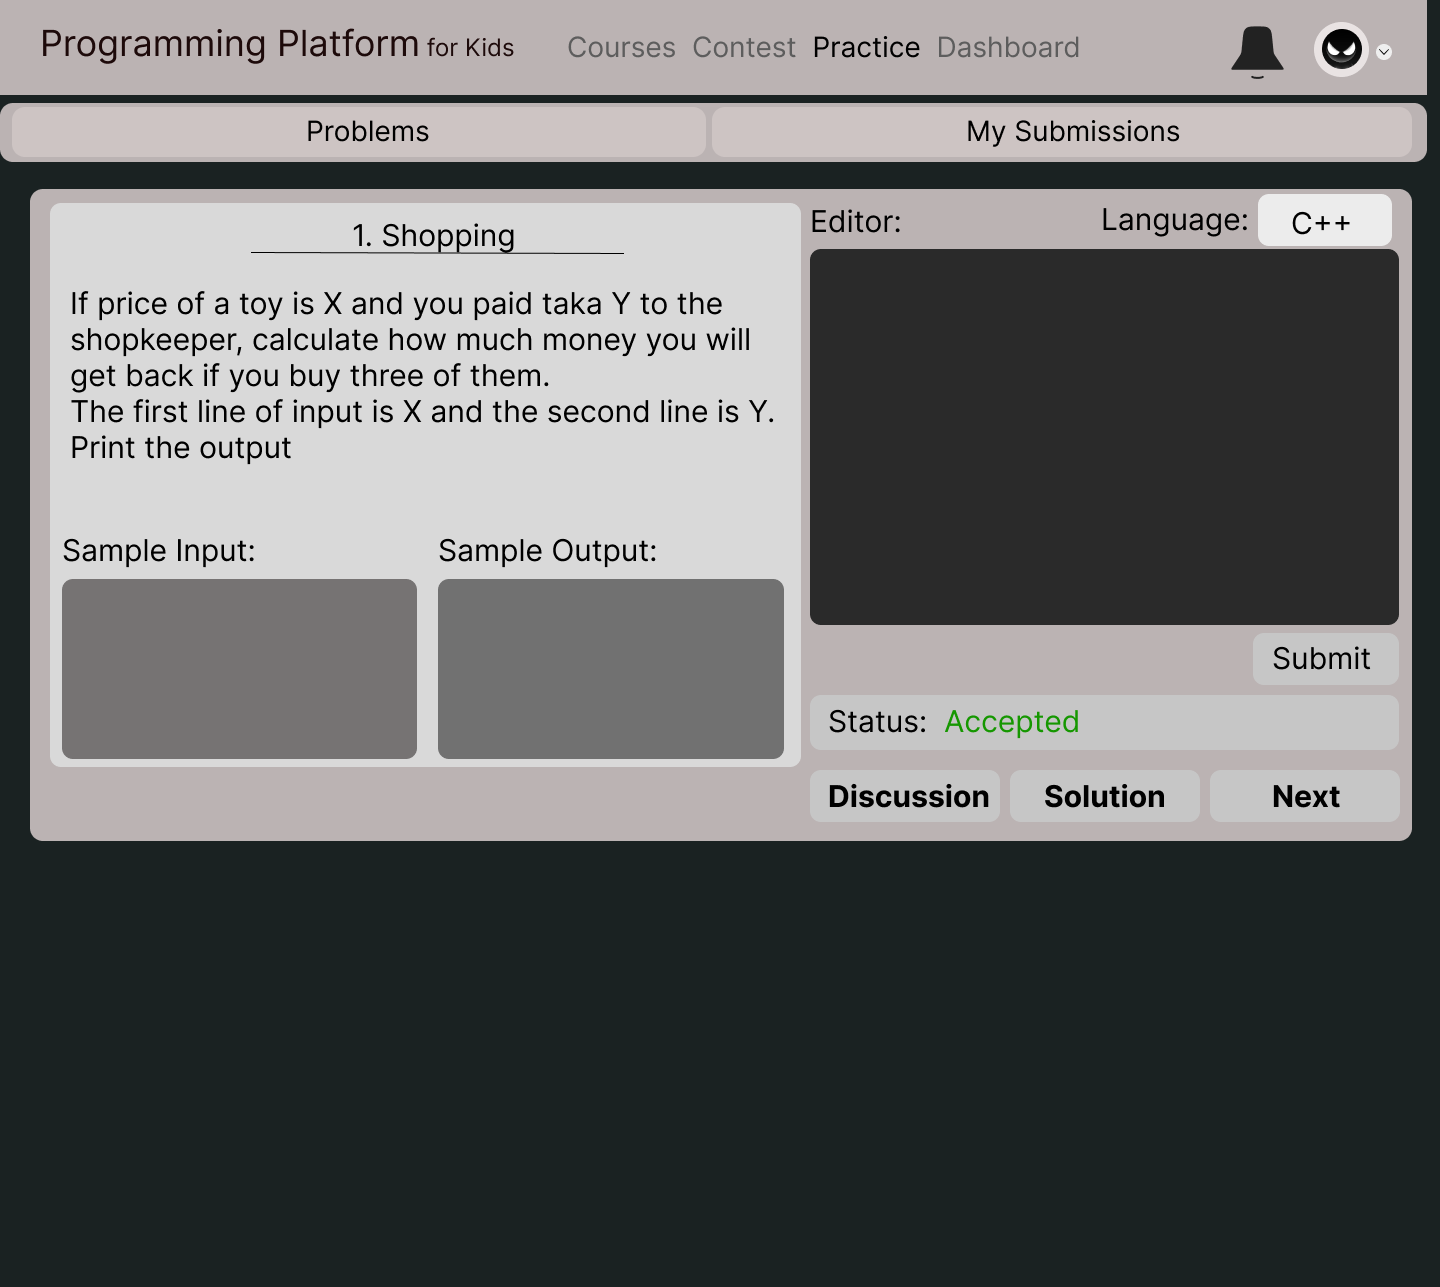 Programming Platform for Kids Courses Contest Practice Dashboard
Problems My Submissions
1. Shopping
If price of a toy is X and you paid taka Y to the
shopkeeper, calculate how much money you will
get back if you buy three of them.
The first line of input is X and the second line is Y.
Print the output
Sample Input: Sample Output:
Editor: Language: C++
Submit
Status: Accepted
Discussion Solution Next